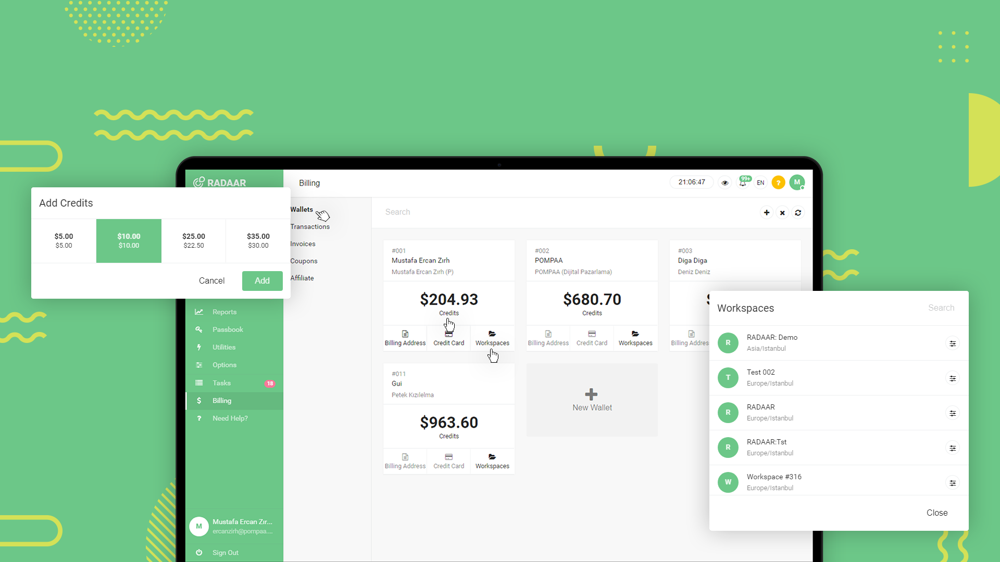 RADAAR
Billing
21:06:47
99+
EN
?
M
Add Credits
$5.00
$5.00
$10.00
$10.00
$25.00
$22.50
$35.00
$30.00
Cancel
Add
Reports
Passbook
Utilities
Options
Tasks
18
Billing
Need Help?
M
Mustafa Ercan Zır...
ercanzirh@pompaa....
Sign Out
Wallets
Transactions
Invoices
Coupons
Affiliate
Search
#001
Mustafa Ercan Zırh
Mustafa Ercan Zırh (P)
$204.93
Credits
Billing Address
Credit Card
Workspaces
#002
POMPAA
POMPAA (Dijital Pazarlama)
$680.70
Credits
Billing Address
Credit Card
Workspaces
#003
Diga Diga
Deniz Deniz
Billing Addres
#011
Gui
Petek Kızılelma
$963.60
Credits
Billing Address
Credit Card
Workspaces
New Wallet
Workspaces
Search
R
RADAAR: Demo
Asia/Istanbul
T
Test 002
Europe/Istanbul
R
RADAAR
Europe/Istanbul
R
RADAAR:Tst
Europe/Istanbul
W
Workspace #316
Europe/Istanbul
Close